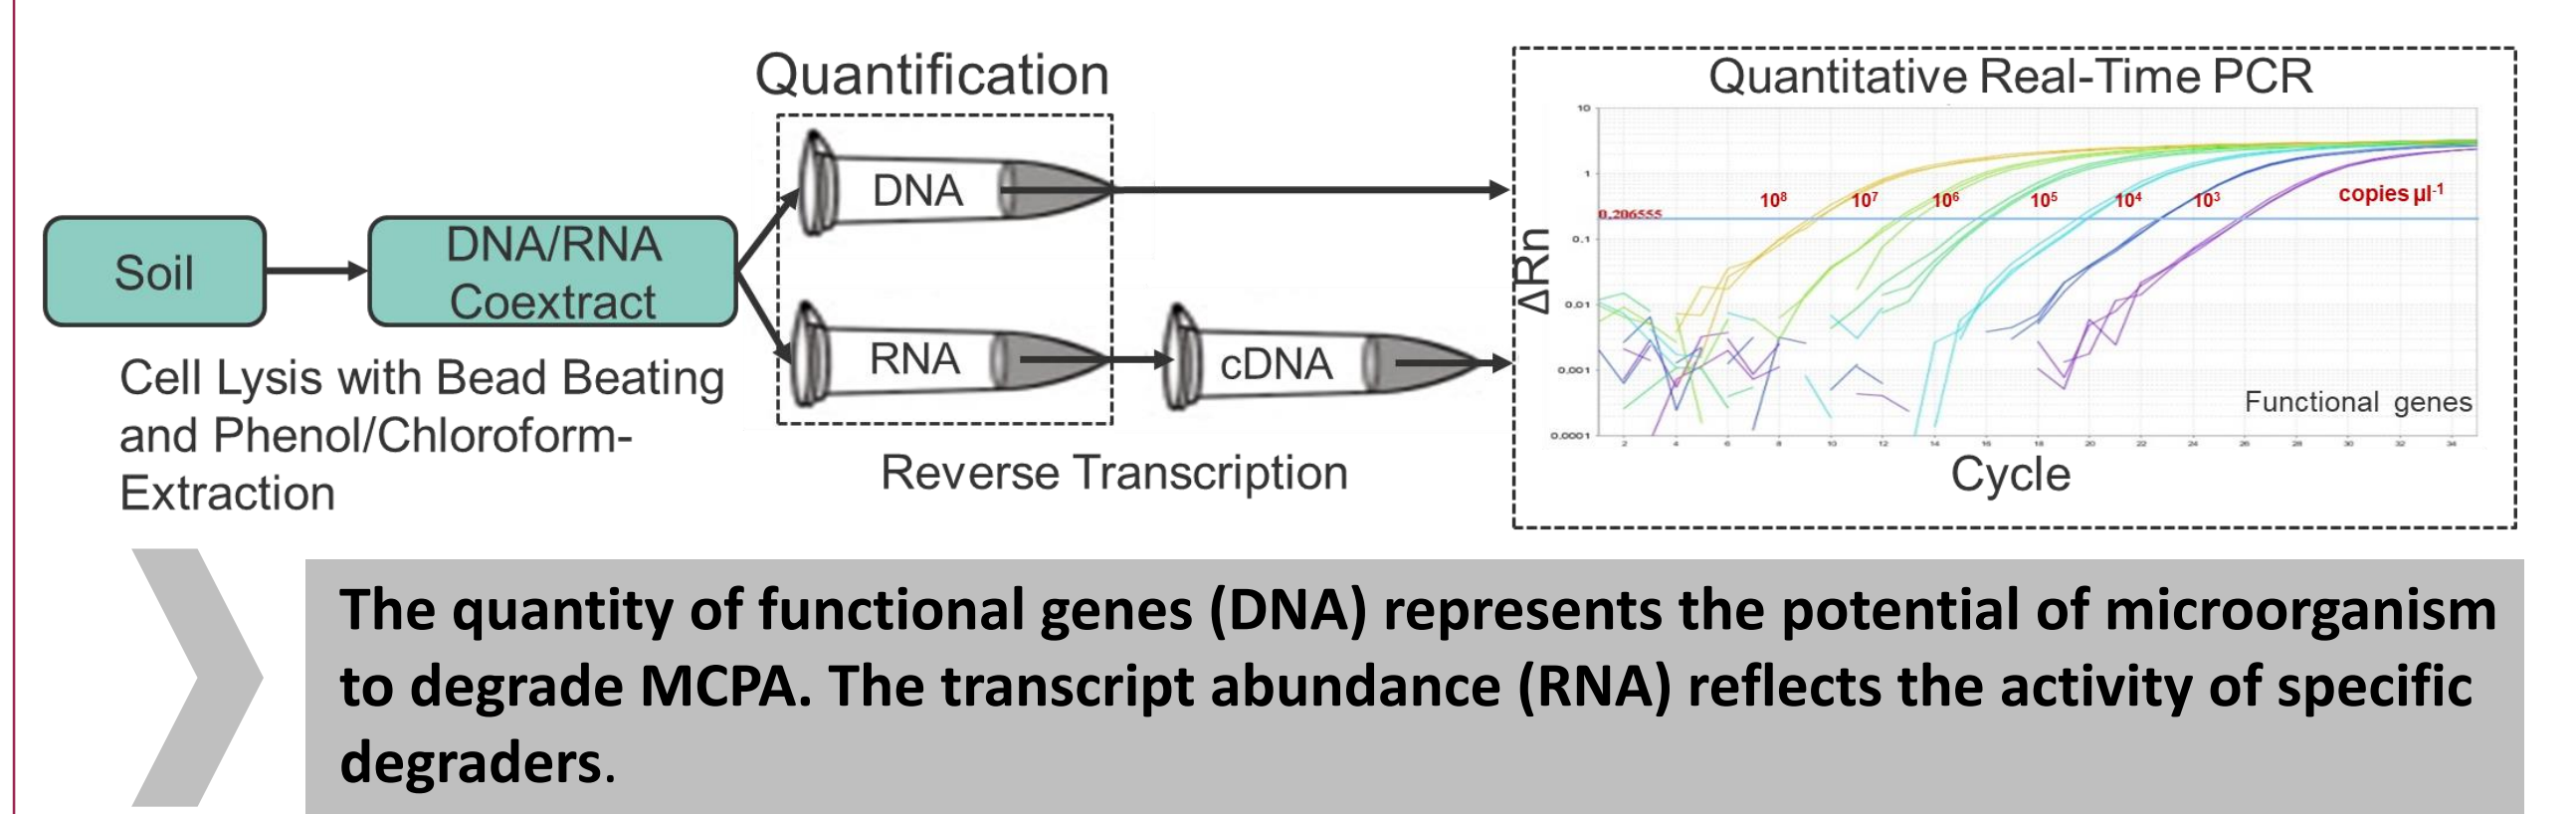 Quantification
Quantitative Real-Time PCR
DNA
Soil
DNA/RNA
Coextract
RNA
cDNA
Cell Lysis with Bead Beating
and Phenol/Chloroform-
Extraction
Reverse Transcription
10
1
0.1
0.01
0.001
0.0001
ΔRn
0.206555
10⁸ 10⁷ 10⁶ 10⁵ 10⁴ 10³ copies µl⁻¹
Functional genes
2 4 6 8 10 12 14 16 18 20 22 24 26 28 30 32 34
Cycle
The quantity of functional genes (DNA) represents the potential of microorganism
to degrade MCPA. The transcript abundance (RNA) reflects the activity of specific
degraders.